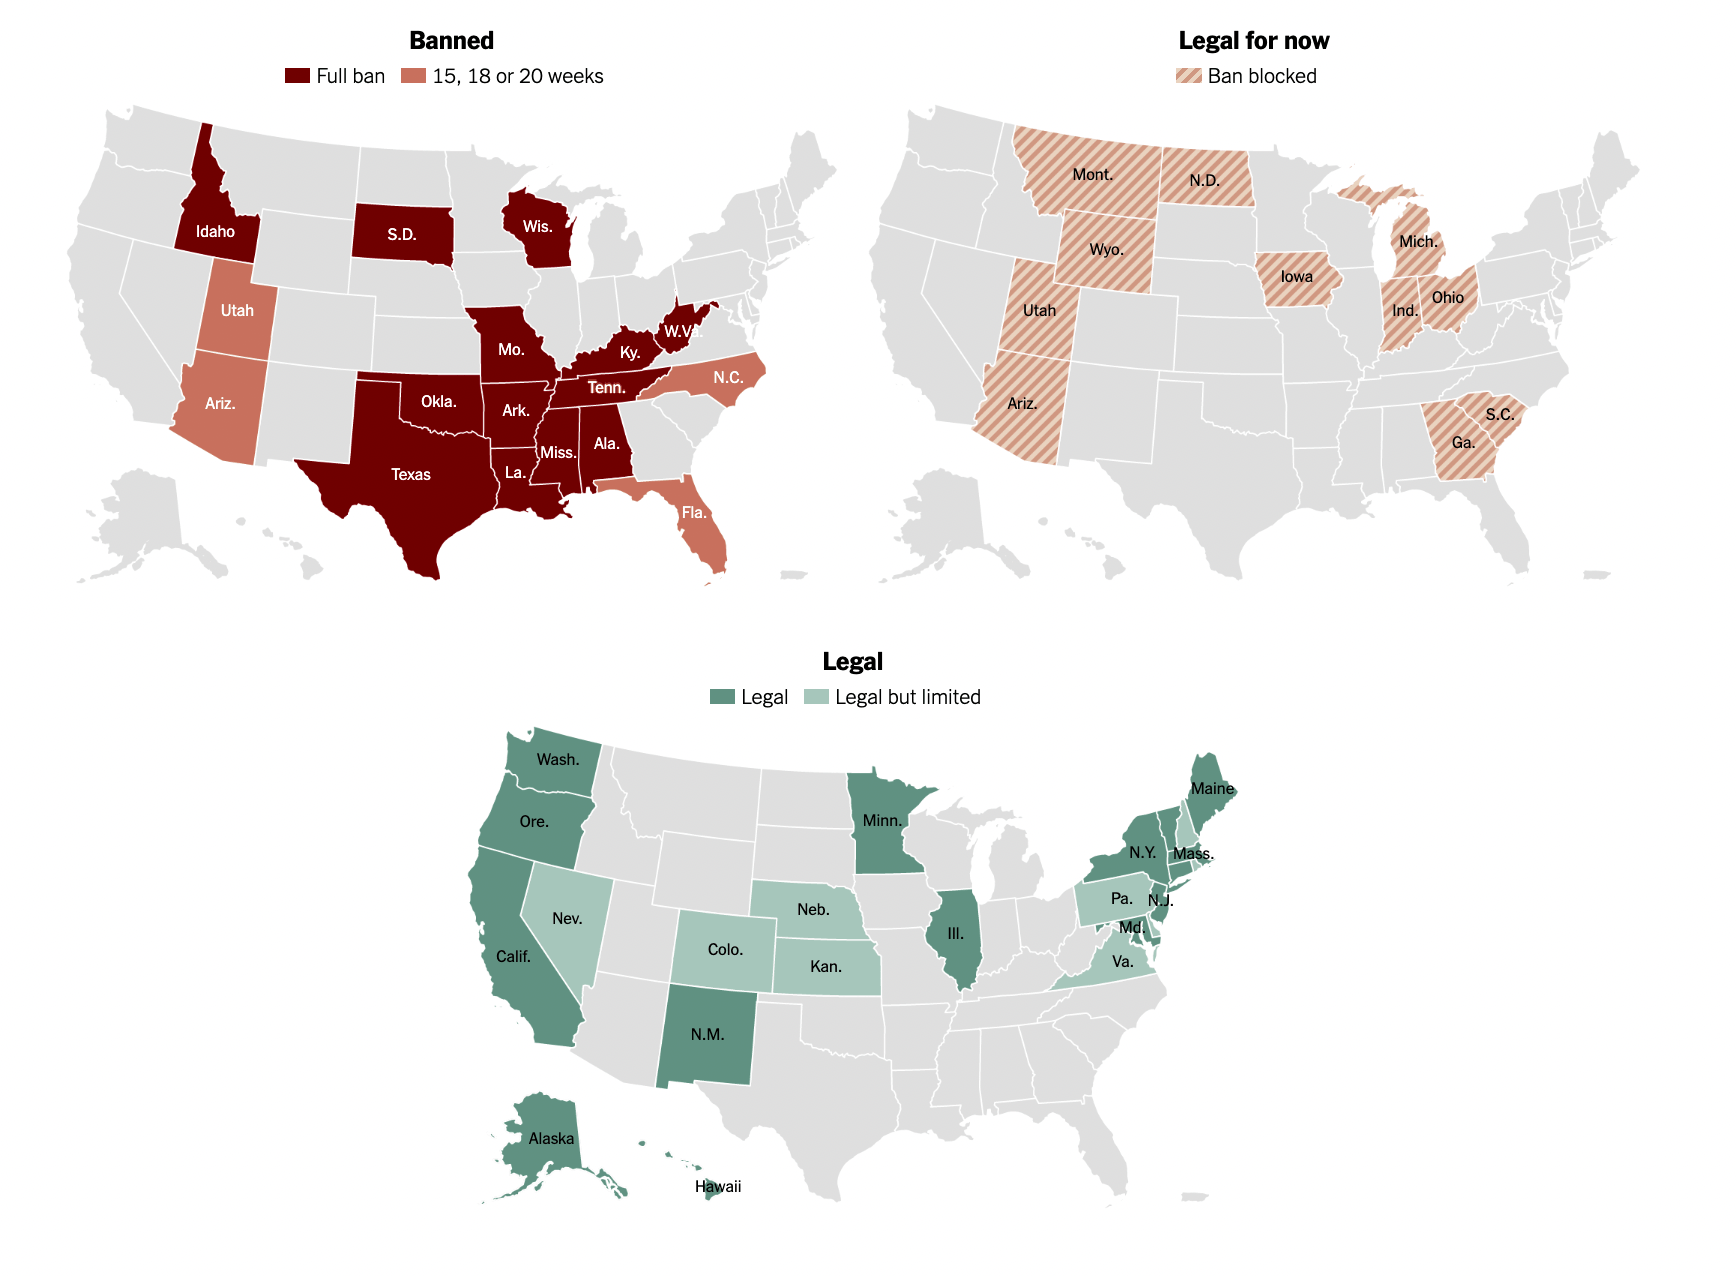 Banned
Full ban
15, 18 or 20 weeks
Idaho
S.D.
Wis.
Utah
Mo.
Ky.
W.Va.
Ariz.
Okla.
Ark.
Tenn.
N.C.
Texas
La.
Miss.
Ala.
Fla.
Legal for now
Ban blocked
Mont.
N.D.
Wyo.
Mich.
Iowa
Utah
Ind.
Ohio
Ariz.
S.C.
Ga.
Legal
Legal
Legal but limited
Wash.
Maine
Ore.
Minn.
N.Y.
Mass.
Nev.
Neb.
Pa.
N.J.
Calif.
Colo.
Kan.
Ill.
Md.
Va.
N.M.
Alaska
Hawaii